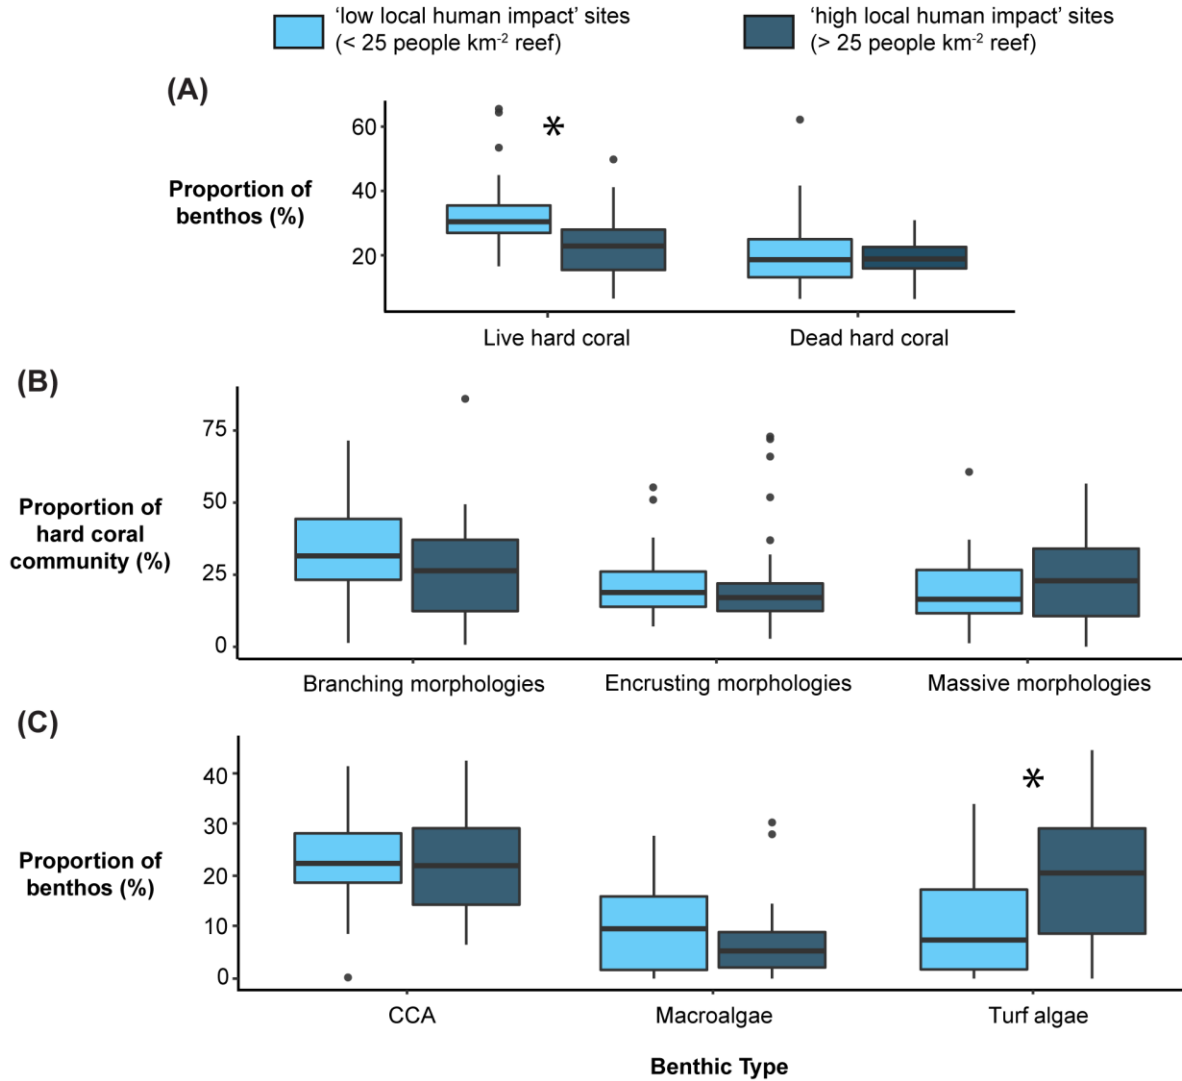 ‘low local human impact’ sites
(< 25 people km-2 reef)
‘high local human impact’ sites
(> 25 people km-2 reef)
(A)
Proportion of
benthos (%)
60
40
20
*
Live hard coral
Dead hard coral
(B)
Proportion of
hard coral
community (%)
75
50
25
0
Branching morphologies
Encrusting morphologies
Massive morphologies
(C)
Proportion of
benthos (%)
40
30
20
10
0
*
CCA
Macroalgae
Turf algae
Benthic Type